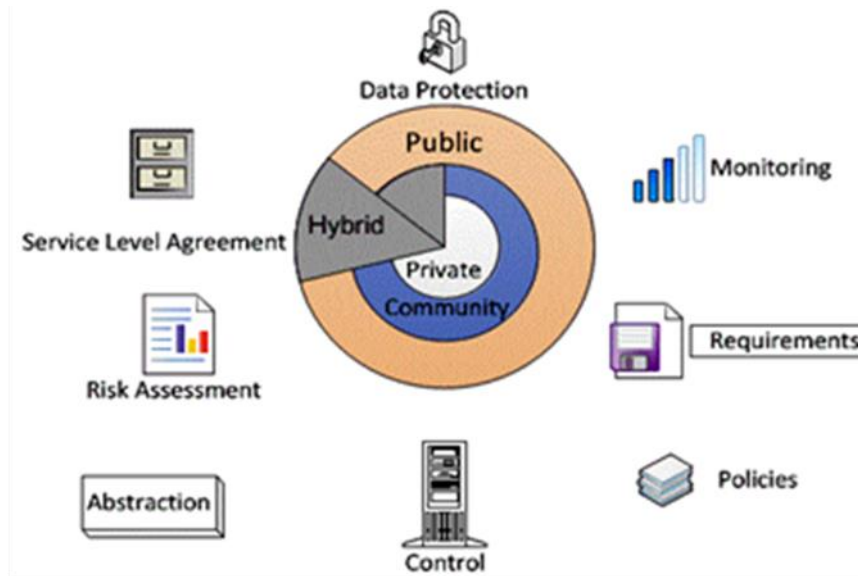 Data Protection
Public
Monitoring
Hybrid
Service Level Agreement
Private
Community
Requirements
Risk Assessment
Abstraction
Policies
Control